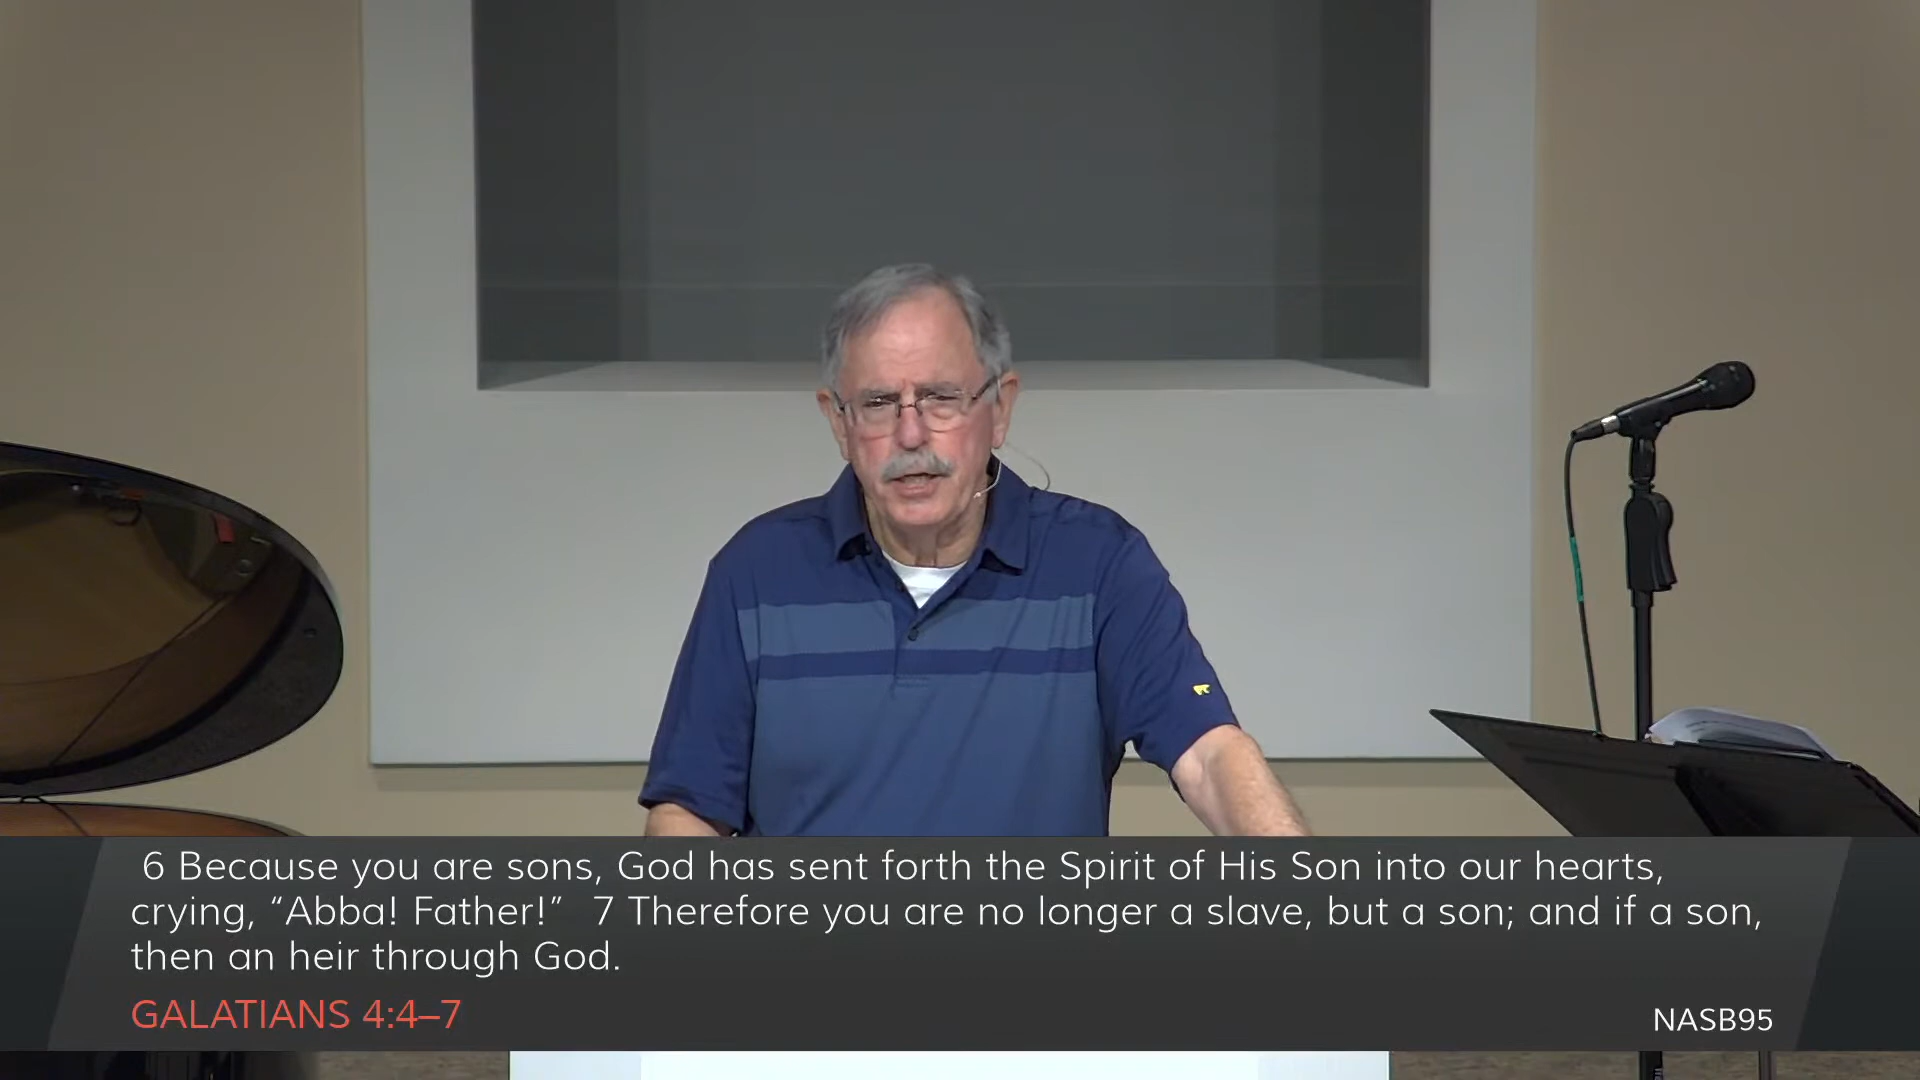 6 Because you are sons, God has sent forth the Spirit of His Son into our hearts,
crying, “Abba! Father!”  7 Therefore you are no longer a slave, but a son; and if a son,
then an heir through God.
GALATIANS 4:4–7
NASB95